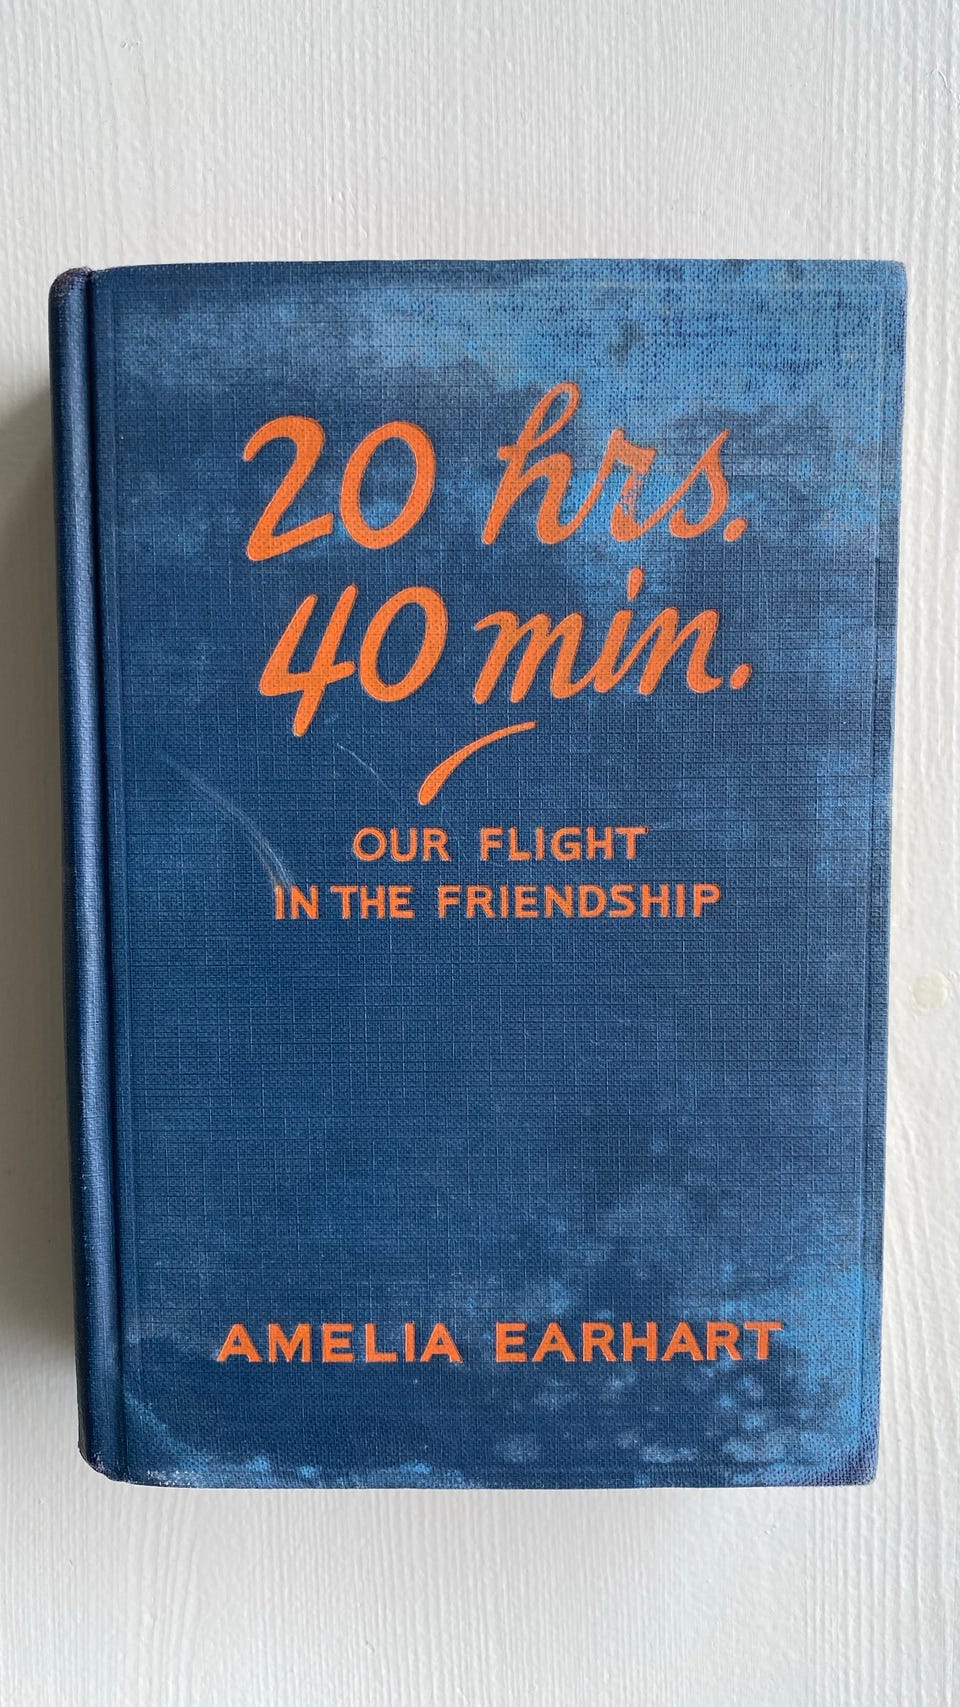 20 hrs.
40 min.
OUR FLIGHT
IN THE FRIENDSHIP
AMELIA EARHART